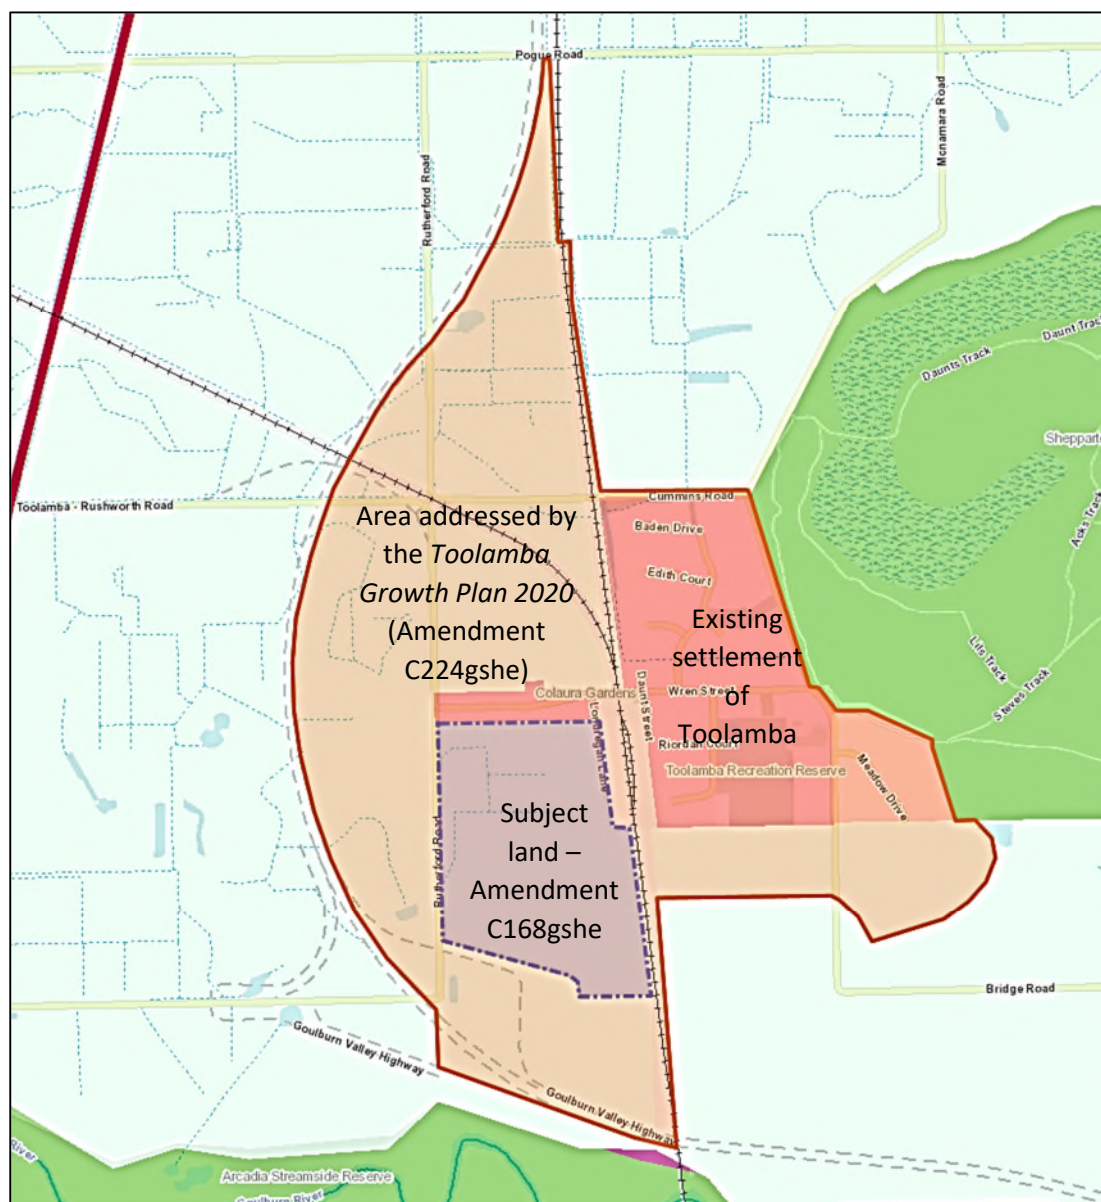 Pogue Road
Mcnamara Road
Rutherford Road
Daunt Track
Daunts Track
Shepparto
Acks Track
Toolamba - Rushworth Road
Cummins Road
Area addressed by
the Toolamba
Growth Plan 2020
(Amendment
C224gshe)
Baden Drive
Edith Court
Existing
settlement
of
Toolamba
Lils Track
Steves Track
Colaura Gardens
Wren Street
Daunt Street
Riordan Court
Toolamba Recreation Reserve
Meadow Drive
Subject
land –
Amendment
C168gshe
Rutherford Road
Bridge Road
Goulburn Valley Highway
Goulburn Valley Highway
River
Arcadia Streamside Reserve
Goulburn River